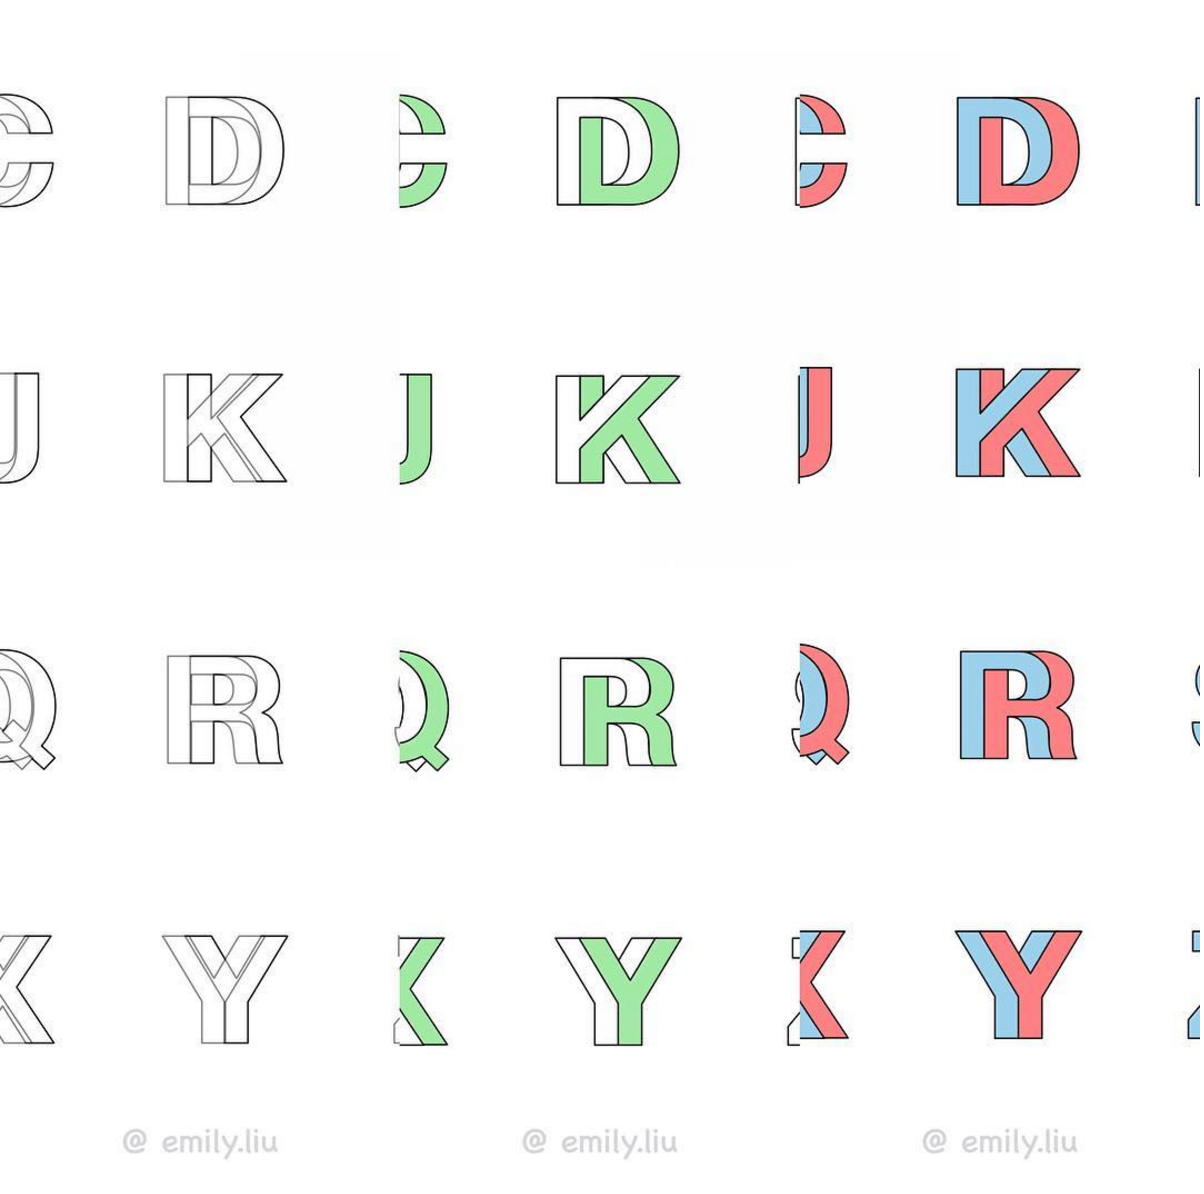 C D C D C D
J K J K J K
Q R Q R Q R S
X Y X Y X Y Z
@ emily.liu @ emily.liu @ emily.liu